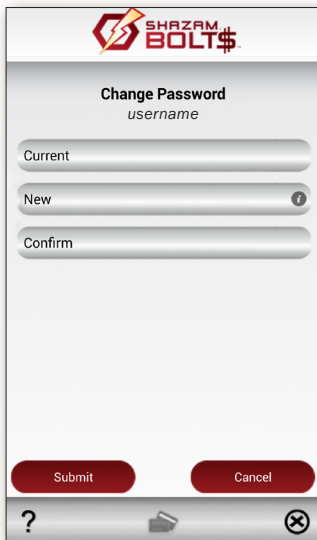 SHAZAM
BOLT$
Change Password
username
Current
New
i
Confirm
Submit
Cancel
?